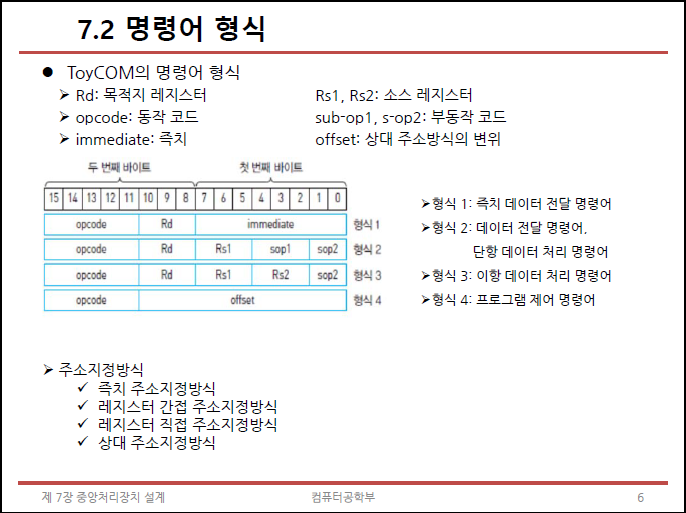 7.2 명령어 형식
● ToyCOM의 명령어 형식
➤ Rd: 목적지 레지스터 Rs1, Rs2: 소스 레지스터
➤ opcode: 동작 코드 sub-op1, s-op2: 부동작 코드
➤ immediate: 즉치 offset: 상대 주소방식의 변위
두 번째 바이트 첫 번째 바이트
15 14 13 12 11 10 9 8 7 6 5 4 3 2 1 0
opcode Rd immediate 형식 1
opcode Rd Rs1 sop1 sop2 형식 2
opcode Rd Rs1 Rs2 sop2 형식 3
opcode offset 형식 4
➤형식 1: 즉치 데이터 전달 명령어
➤형식 2: 데이터 전달 명령어,
단항 데이터 처리 명령어
➤형식 3: 이항 데이터 처리 명령어
➤형식 4: 프로그램 제어 명령어
➤ 주소지정방식
✓ 즉치 주소지정방식
✓ 레지스터 간접 주소지정방식
✓ 레지스터 직접 주소지정방식
✓ 상대 주소지정방식
제 7장 중앙처리장치 설계 컴퓨터공학부 6